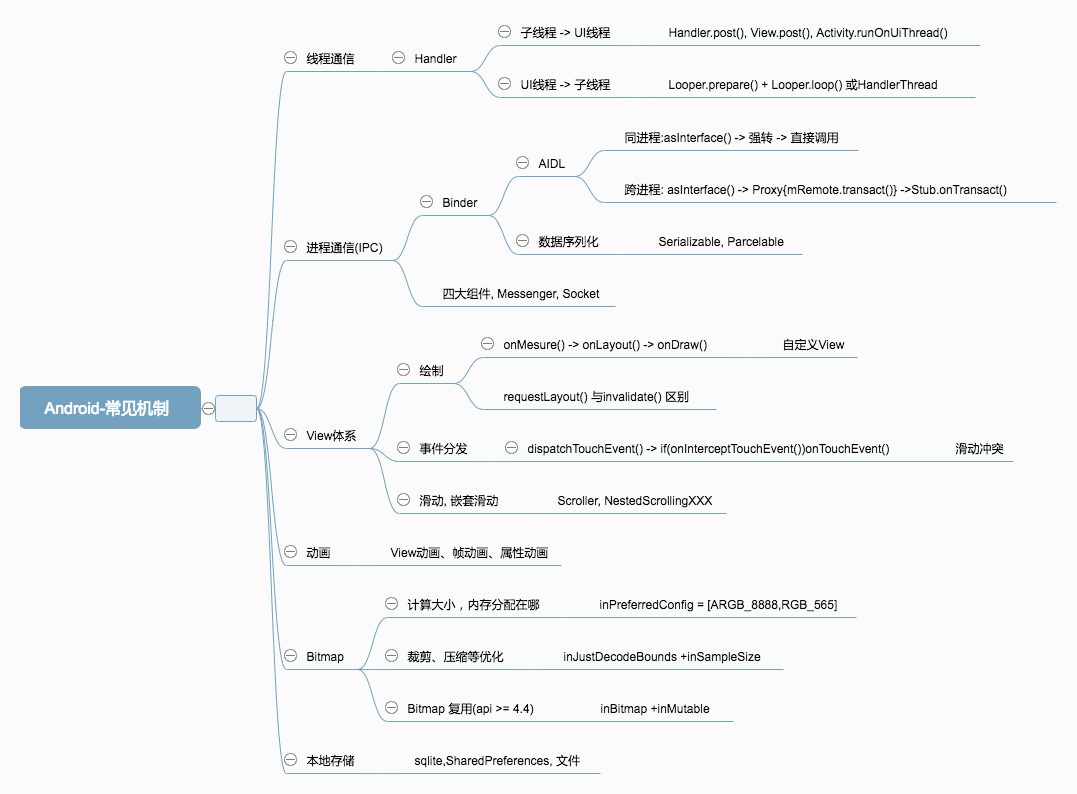 Android-常见机制
线程通信
Handler
子线程 -> UI线程
Handler.post(), View.post(), Activity.runOnUiThread()
UI线程 -> 子线程
Looper.prepare() + Looper.loop() 或HandlerThread
进程通信(IPC)
Binder
AIDL
同进程:asInterface() -> 强转 -> 直接调用
跨进程: asInterface() -> Proxy{mRemote.transact()} ->Stub.onTransact()
数据序列化
Serializable, Parcelable
四大组件, Messenger, Socket
View体系
绘制
onMesure() -> onLayout() -> onDraw()
自定义View
requestLayout() 与invalidate() 区别
事件分发
dispatchTouchEvent() -> if(onInterceptTouchEvent())onTouchEvent()
滑动冲突
滑动, 嵌套滑动
Scroller, NestedScrollingXXX
动画
View动画、帧动画、属性动画
Bitmap
计算大小，内存分配在哪
inPreferredConfig = [ARGB_8888,RGB_565]
裁剪、压缩等优化
inJustDecodeBounds +inSampleSize
Bitmap 复用(api >= 4.4)
inBitmap +inMutable
本地存储
sqlite,SharedPreferences, 文件